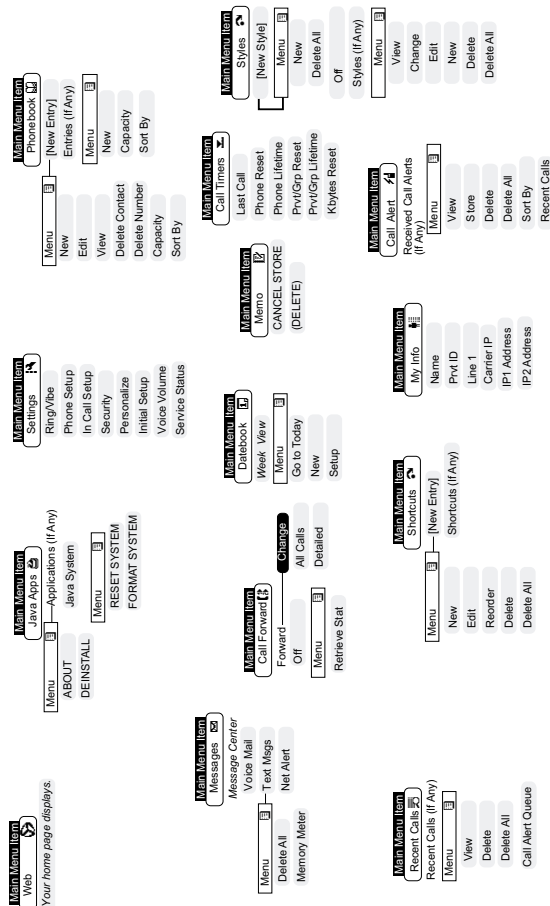 Main Menu Item
Web
Your home page displays.
Main Menu Item
Java Apps
Applications (If Any)
Menu
ABOUT
DEINSTALL
Java System
Menu
RESET SYSTEM
FORMAT SYSTEM
Main Menu Item
Settings
Ring/Vibe
Phone Setup
In Call Setup
Security
Personalize
Initial Setup
Voice Volume
Service Status
Main Menu Item
Phonebook
[New Entry]
Entries (If Any)
Menu
New
Capacity
Sort By
Menu
New
Edit
View
Delete Contact
Delete Number
Capacity
Sort By
Main Menu Item
Messages
Message Center
Voice Mail
Text Msgs
Net Alert
Menu
Delete All
Memory Meter
Main Menu Item
Call Forward
Forward
Change
All Calls
Detailed
Off
Menu
Retrieve Stat
Main Menu Item
Datebook
Week View
Menu
Go to Today
New
Setup
Main Menu Item
Memo
CANCEL STORE
(DELETE)
Main Menu Item
Call Timers
Last Call
Phone Reset
Phone Lifetime
Prvt/Grp Reset
Prvt/Grp Lifetime
Kbytes Reset
Main Menu Item
Styles
[New Style]
Menu
New
Delete All
Off
Styles (If Any)
Menu
View
Change
Edit
New
Delete
Delete All
Main Menu Item
Recent Calls
Recent Calls (If Any)
Menu
View
Delete
Delete All
Call Alert Queue
Main Menu Item
Shortcuts
[New Entry]
Shortcuts (If Any)
Menu
New
Edit
Reorder
Delete
Delete All
Main Menu Item
My Info
Name
Prvt ID
Line 1
Carrier IP
IP1 Address
IP2 Address
Main Menu Item
Call Alert
Received Call Alerts
(If Any)
Menu
View
Store
Delete
Delete All
Sort By
Recent Calls